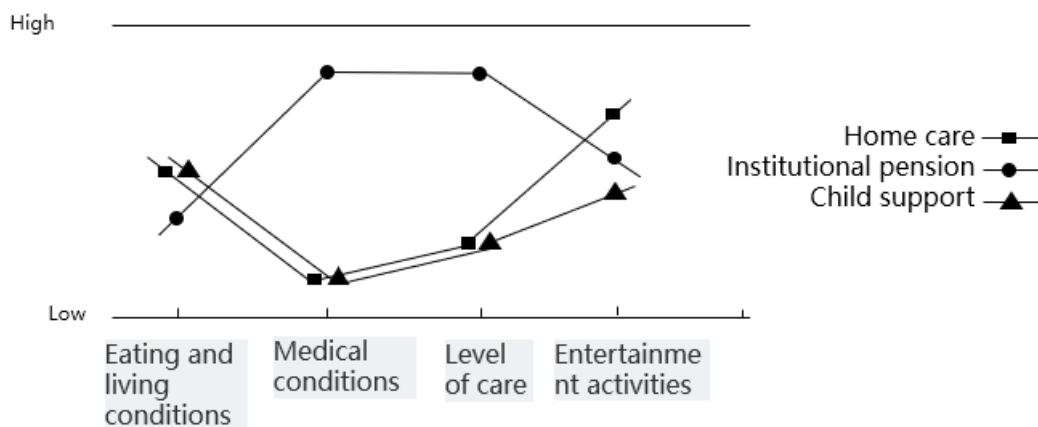 High
Home care
Institutional pension
Child support
Low
Eating and
living
conditions
Medical
conditions
Level
of care
Entertainme
nt activities